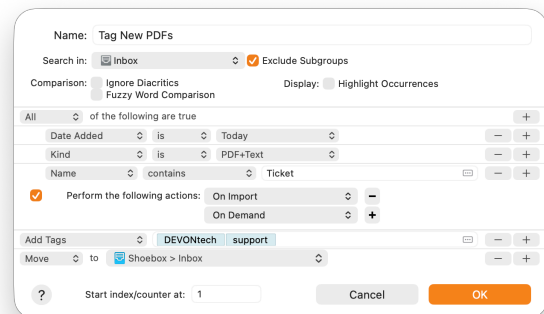 Name: Tag New PDFs
Search in: Inbox Exclude Subgroups
Comparison: Ignore Diacritics Display: Highlight Occurrences
Fuzzy Word Comparison
All of the following are true +
Date Added is Today − +
Kind is PDF+Text − +
Name contains Ticket − +
Perform the following actions: On Import −
On Demand +
Add Tags DEVONtech support − +
Move to Shoebox > Inbox − +
? Start index/counter at: 1 Cancel OK